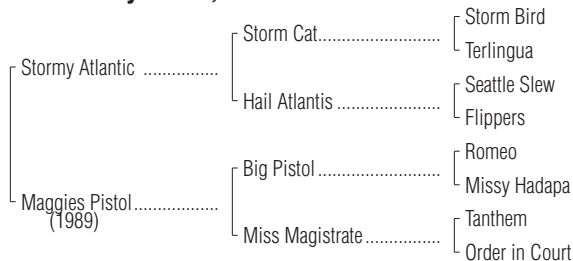 Storm Bird
Storm Cat........................
Terlingua
Stormy Atlantic ...............
Seattle Slew
Hail Atlantis ....................
Flippers
Romeo
Big Pistol ........................
Missy Hadapa
Maggies Pistol.................
(1989)
Tanthem
Miss Magistrate...............
Order in Court